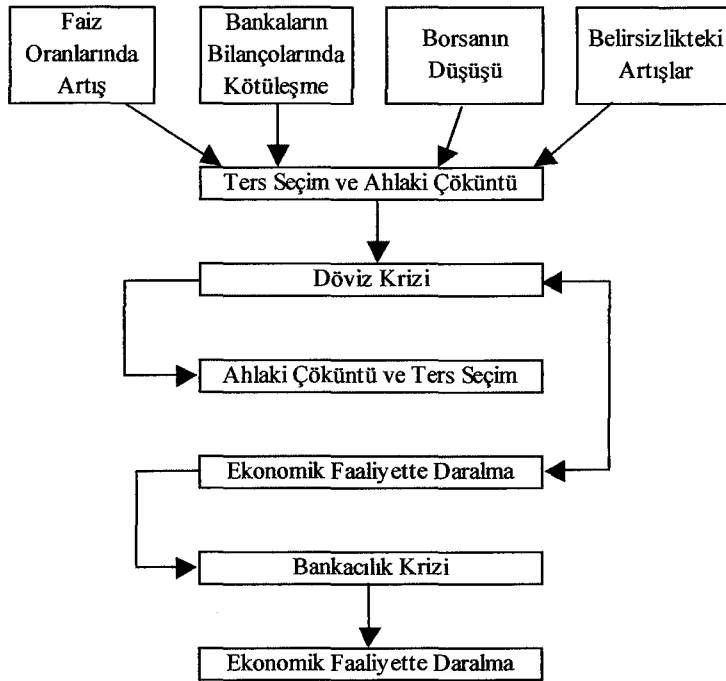 Faiz
Oranlarında
Artış
Bankaların
Bilançolarında
Kötüleşme
Borsanın
Düşüşü
Belirsizlikteki
Artışlar
Ters Seçim ve Ahlaki Çöküntü
Döviz Krizi
Ahlaki Çöküntü ve Ters Seçim
Ekonomik Faaliyette Daralma
Bankacılık Krizi
Ekonomik Faaliyette Daralma